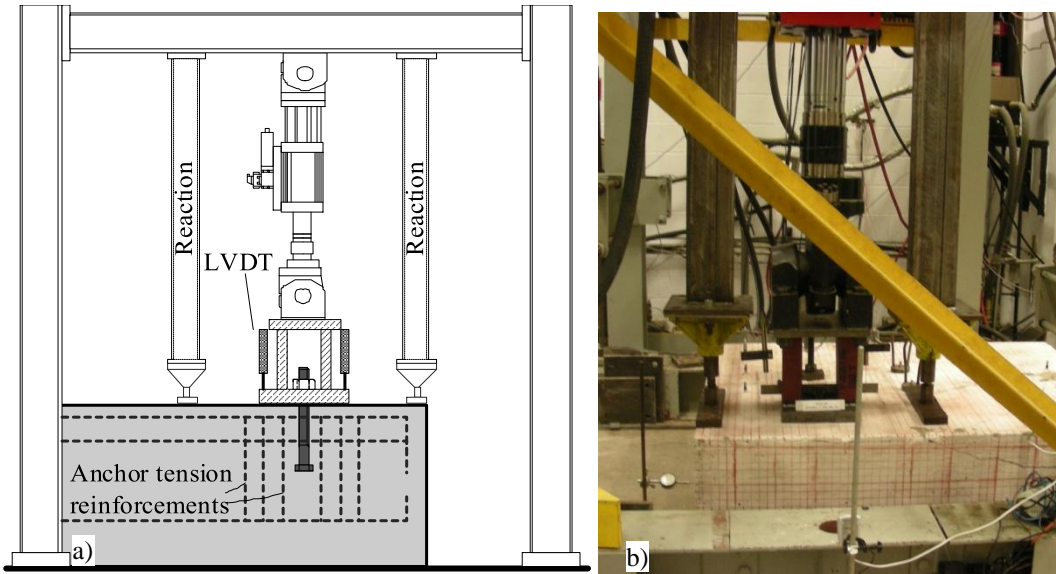 Reaction
Reaction
LVDT
Anchor tension
reinforcements
a)
b)